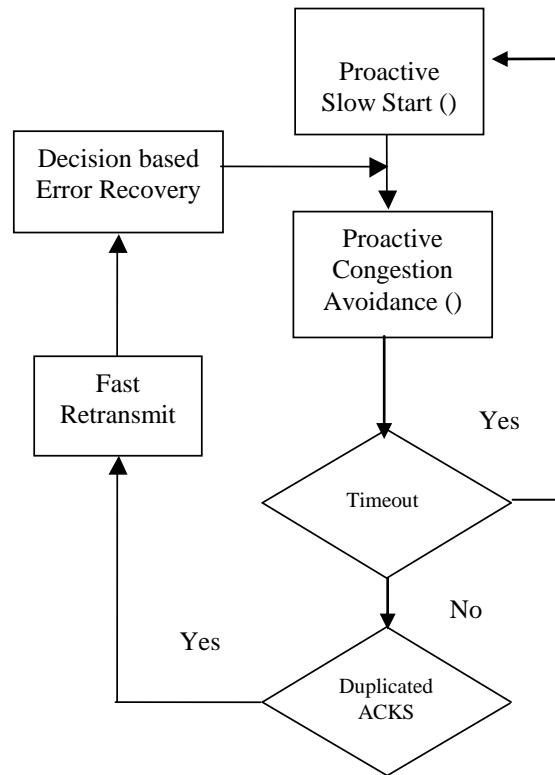 Proactive
Slow Start ()
Decision based
Error Recovery
Proactive
Congestion
Avoidance ()
Fast
Retransmit
Yes
Timeout
No
Yes
Duplicated
ACKS